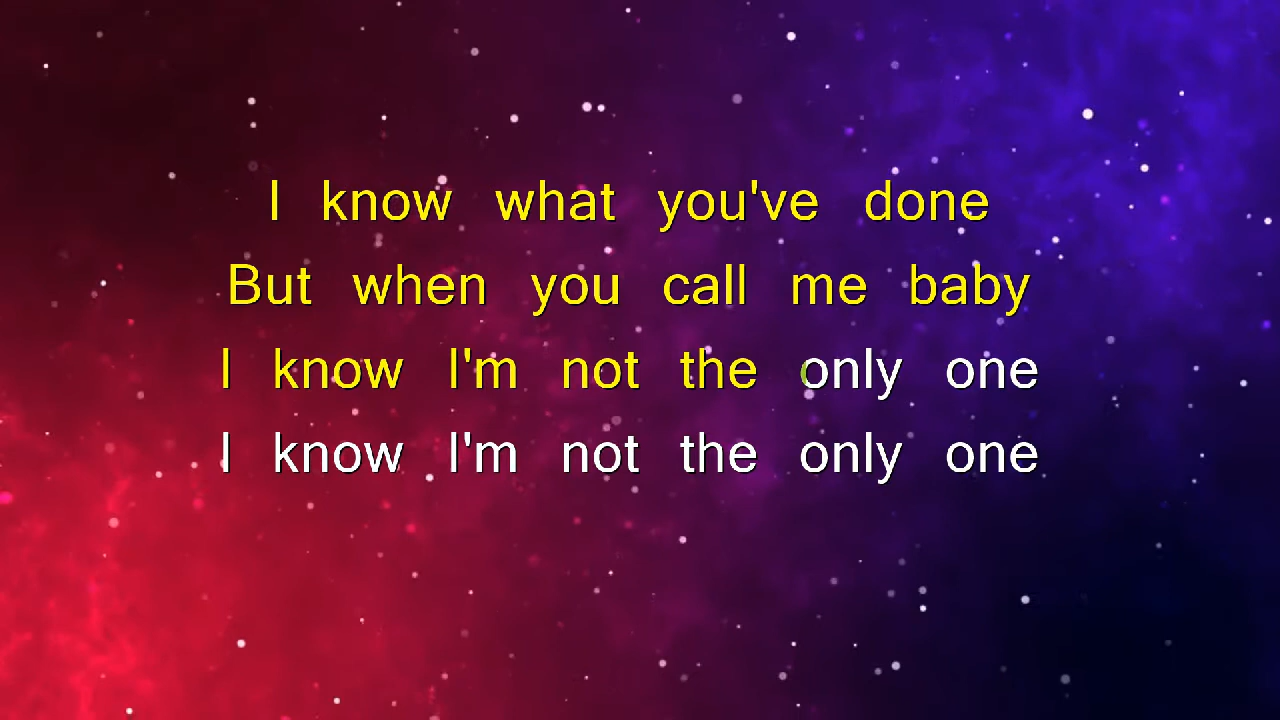 I know what you've done
But when you call me baby
I know I'm not the only one
I know I'm not the only one